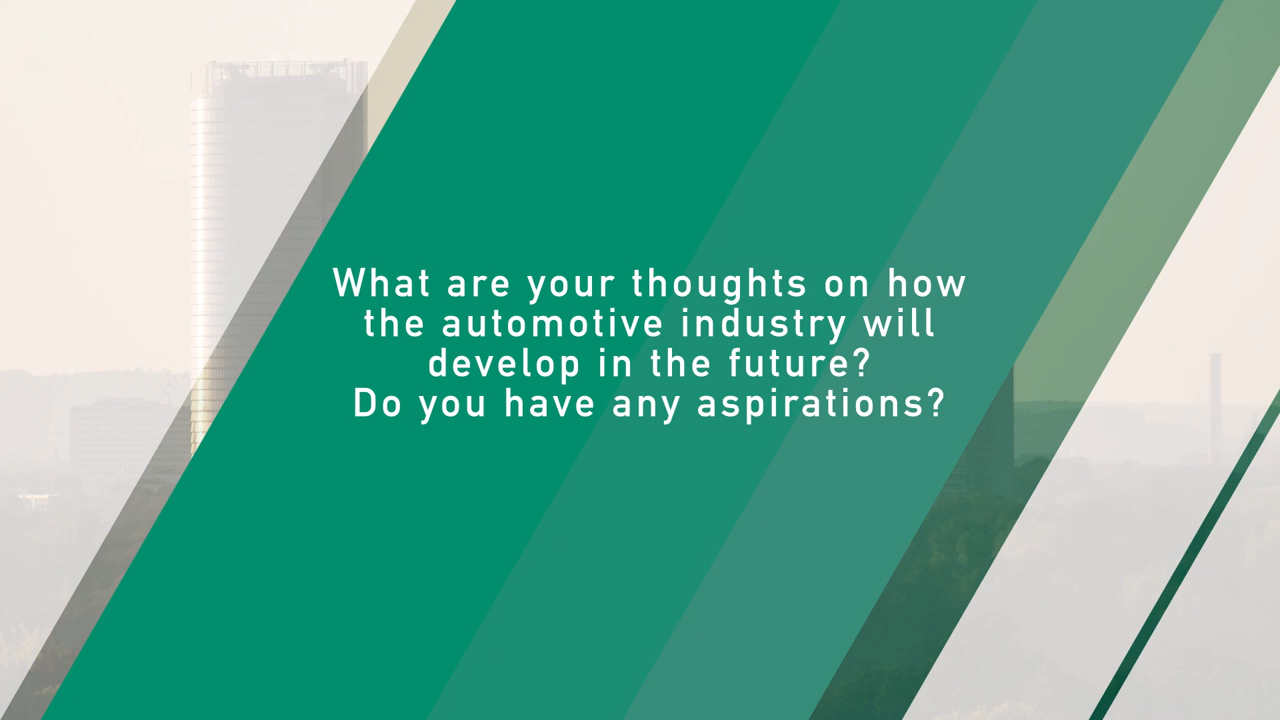 What are your thoughts on how
the automotive industry will
develop in the future?
Do you have any aspirations?